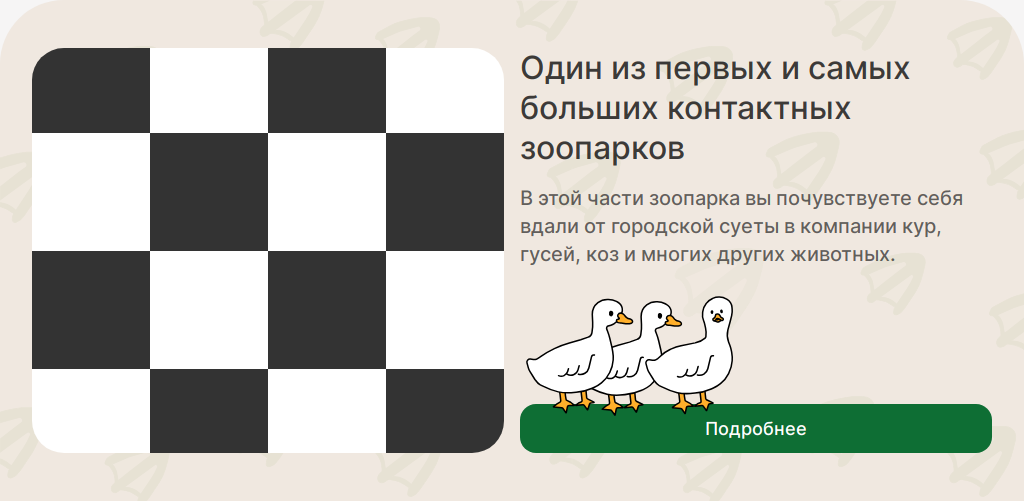 Один из первых и самых
больших контактных
зоопарков
В этой части зоопарка вы почувствуете себя
вдали от городской суеты в компании кур,
гусей, коз и многих других животных.
Подробнее